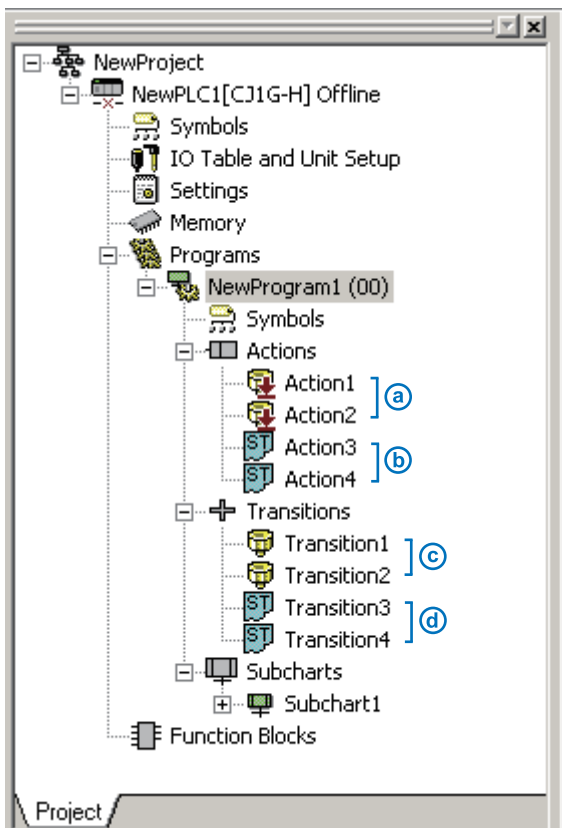 NewProject
NewPLC1[CJ1G-H] Offline
Symbols
IO Table and Unit Setup
Settings
Memory
Programs
NewProgram1 (00)
Symbols
Actions
Action1
Action2
a
ST Action3
ST Action4
b
Transitions
Transition1
Transition2
c
ST Transition3
ST Transition4
d
Subcharts
Subchart1
Function Blocks
Project